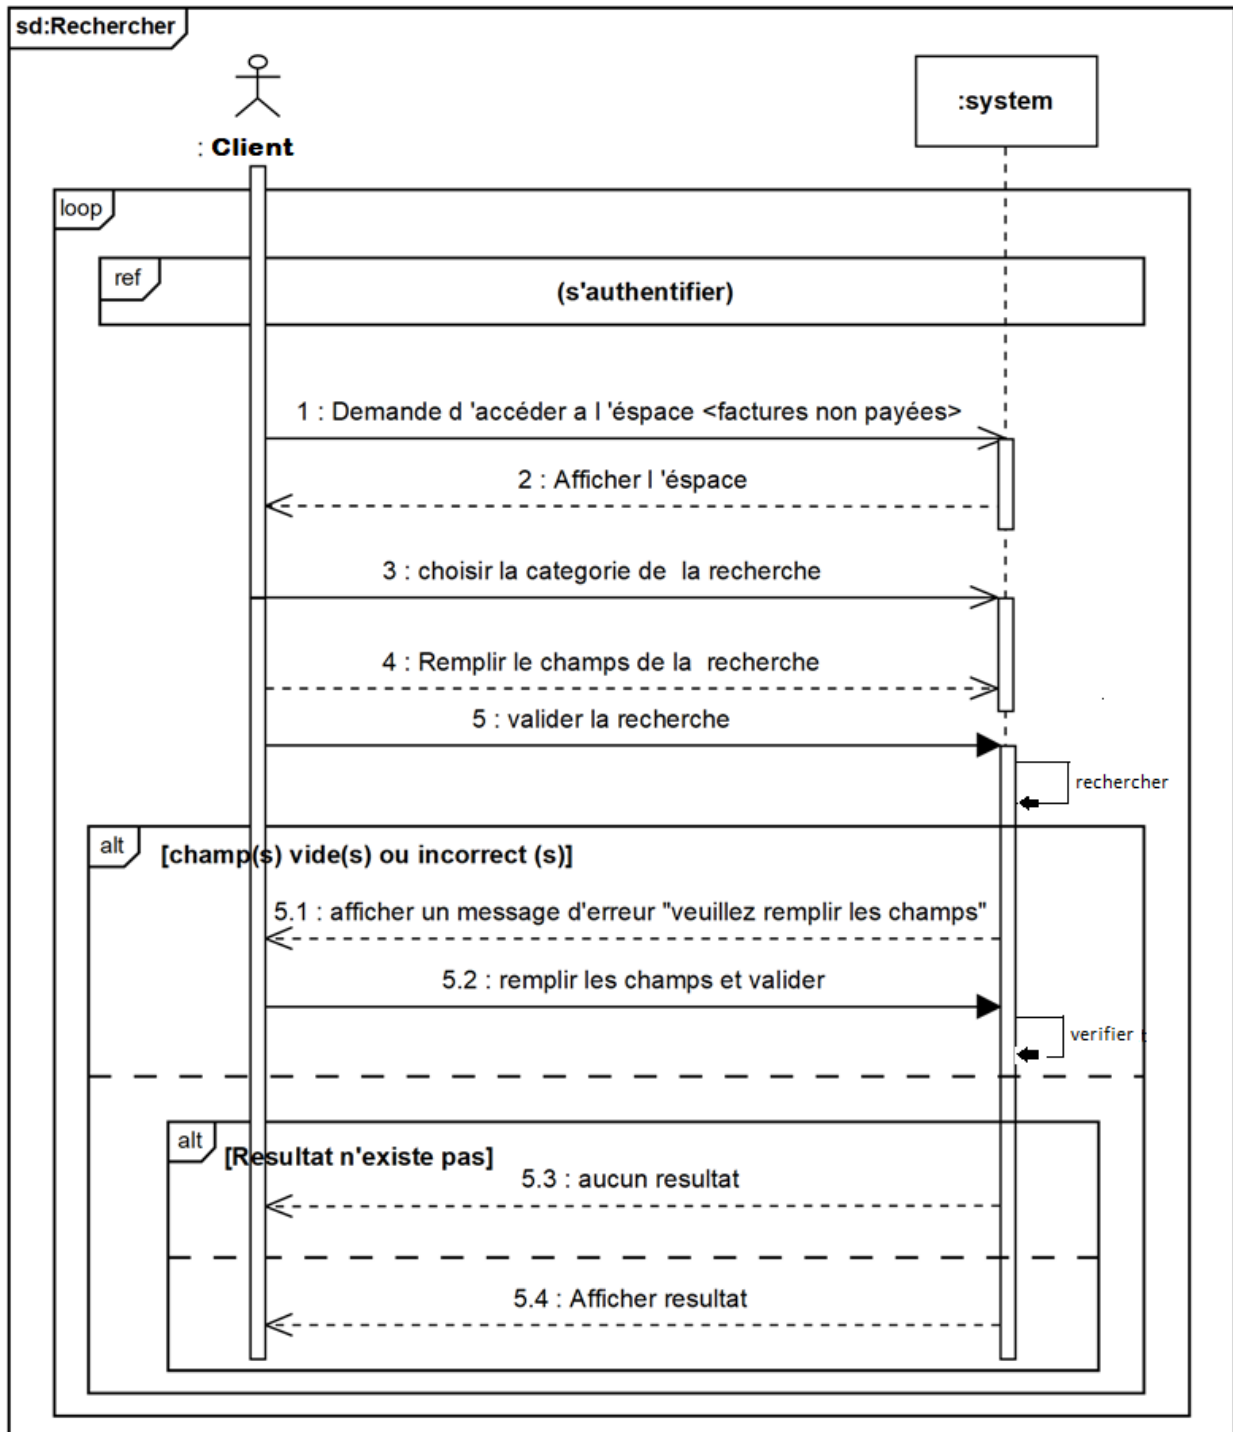 sd:Rechercher
: Client
:system
loop
ref
(s'authentifier)
1 : Demande d 'accéder a l 'éspace <factures non payées>
2 : Afficher l 'éspace
3 : choisir la categorie de  la recherche
4 : Remplir le champs de la  recherche
5 : valider la recherche
rechercher
alt
[champ(s) vide(s) ou incorrect (s)]
5.1 : afficher un message d'erreur "veuillez remplir les champs"
5.2 : remplir les champs et valider
verifier
alt
[Resultat n'existe pas]
5.3 : aucun resultat
5.4 : Afficher resultat